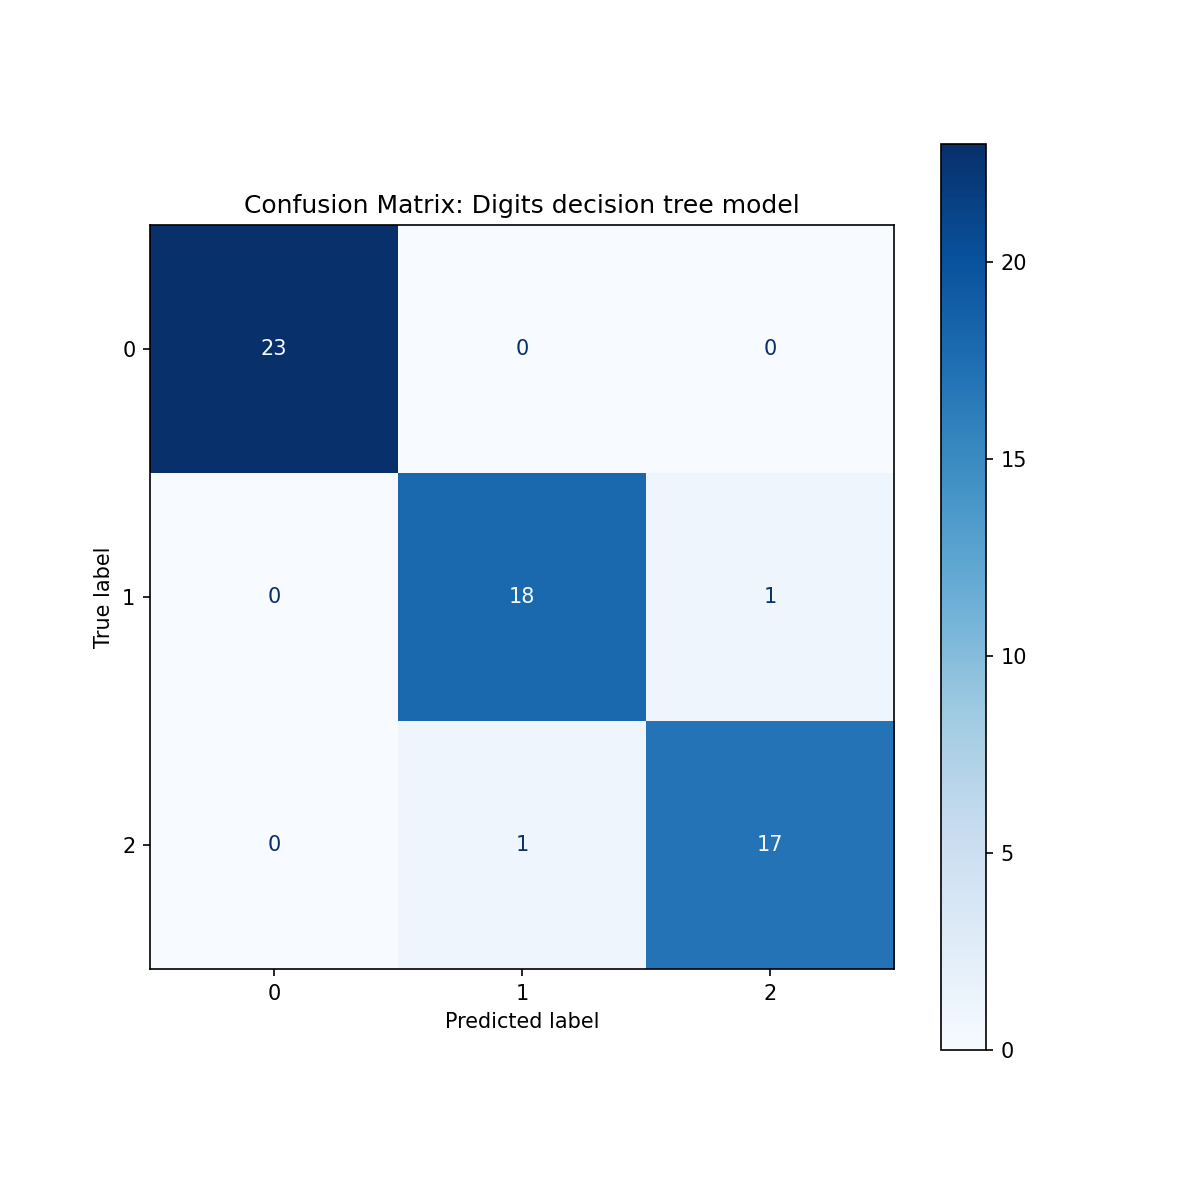 Confusion Matrix: Digits decision tree model
0 23 0 0
1 0 18 1
2 0 1 17
0 1 2
Predicted label
True label
20
15
10
5
0